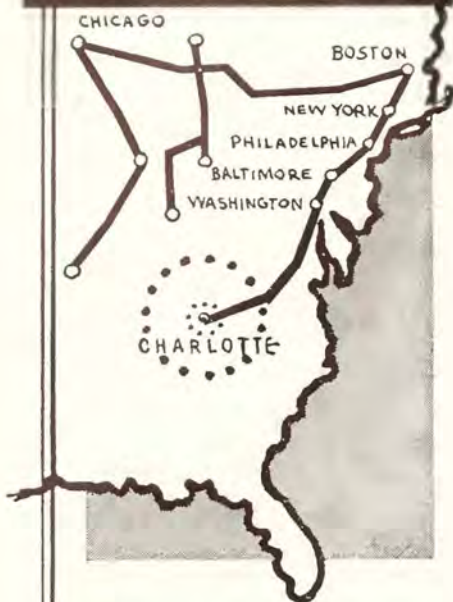 CHICAGO
BOSTON
NEW YORK
PHILADELPHIA
BALTIMORE
WASHINGTON
CHARLOTTE